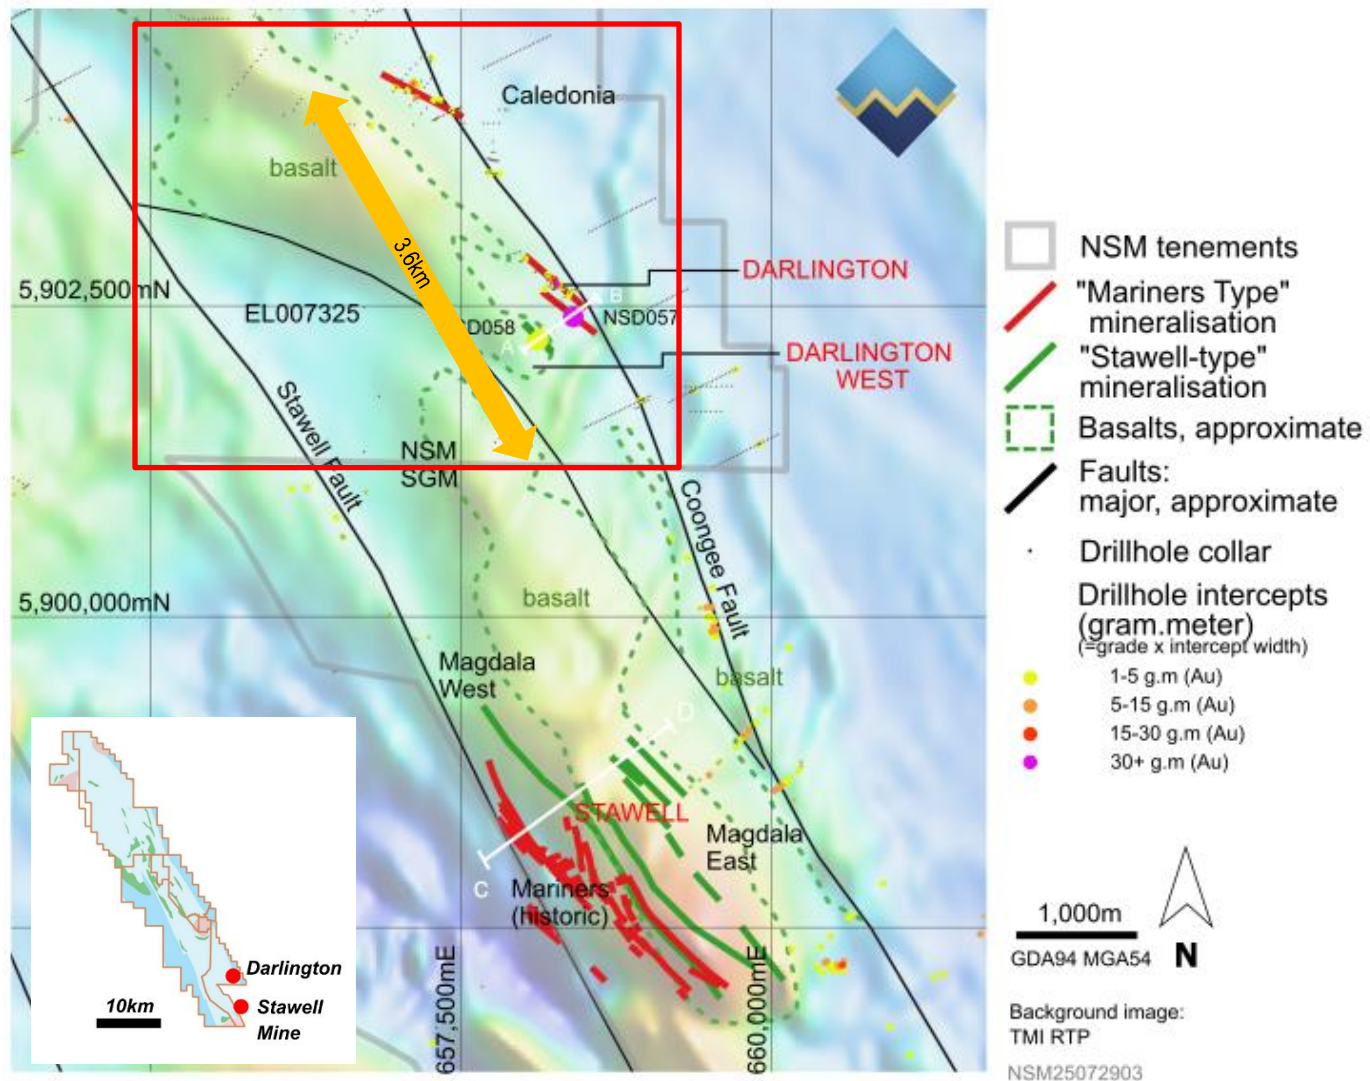 Caledonia
basalt
3.6km
5,902,500mN
EL007325
DARLINGTON
B
NSD057
D058
A
DARLINGTON
WEST
Stawell Fault
NSM
SGM
Coongee Fault
5,900,000mN
basalt
Magdala
West
basalt
D
STAWELL
Magdala
East
C
Mariners
(historic)
657,500mE
660,000mE
Darlington
Stawell
Mine
10km
NSM tenements
"Mariners Type"
mineralisation
"Stawell-type"
mineralisation
Basalts, approximate
Faults:
major, approximate
Drillhole collar
Drillhole intercepts
(gram.meter)
(=grade x intercept width)
1-5 g.m (Au)
5-15 g.m (Au)
15-30 g.m (Au)
30+ g.m (Au)
1,000m
GDA94 MGA54
N
Background image:
TMI RTP
NSM25072903